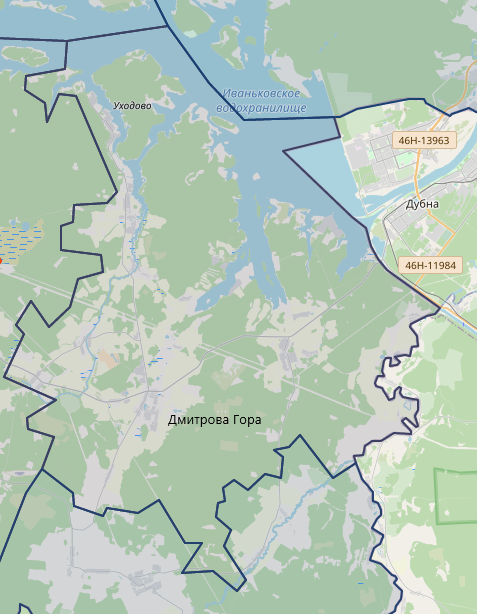 Уходово
Иваньковское
водохранилище
46Н-13963
Дубна
46Н-11984
Дмитрова Гора